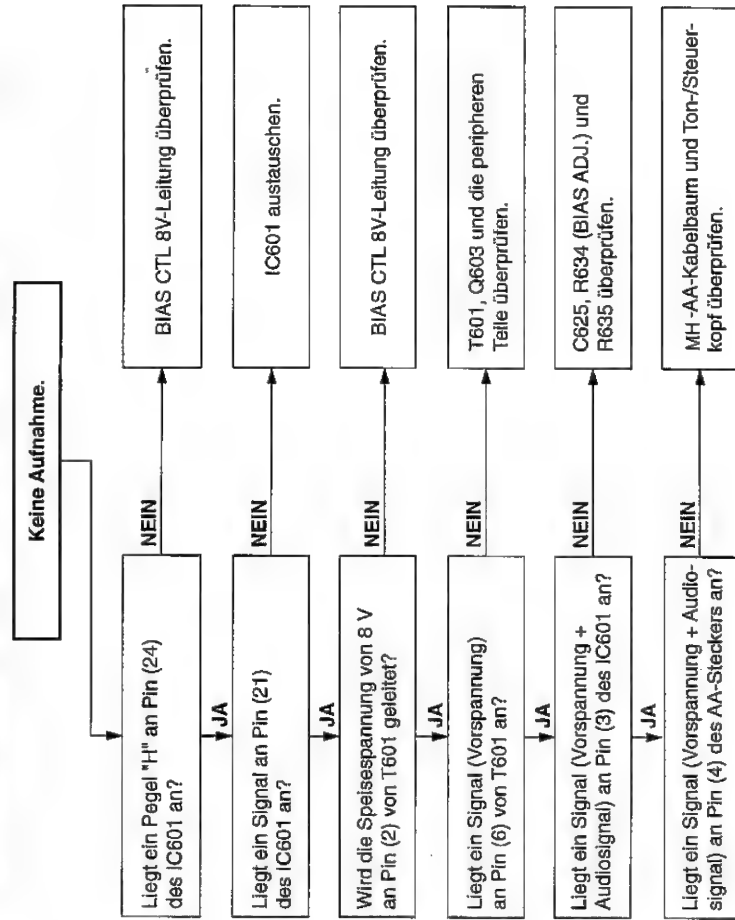 Keine Aufnahme.
Liegt ein Pegel "H" an Pin (24)
des IC601 an?
NEIN
BIAS CTL 8V-Leitung überprüfen.
JA
Liegt ein Signal an Pin (21)
des IC601 an?
NEIN
IC601 austauschen.
JA
Wird die Speisespannung von 8 V
an Pin (2) von T601 geleitet?
NEIN
BIAS CTL 8V-Leitung überprüfen.
JA
Liegt ein Signal (Vorspannung)
an Pin (6) von T601 an?
NEIN
T601, Q603 und die peripheren
Teile überprüfen.
JA
Liegt ein Signal (Vorspannung +
Audiosignal) an Pin (3) des IC601 an?
NEIN
C625, R634 (BIAS ADJ.) und
R635 überprüfen.
JA
Liegt ein Signal (Vorspannung + Audio-
signal) an Pin (4) des AA-Steckers an?
NEIN
MH -AA-Kabelbaum und Ton-/Steuer-
kopf überprüfen.